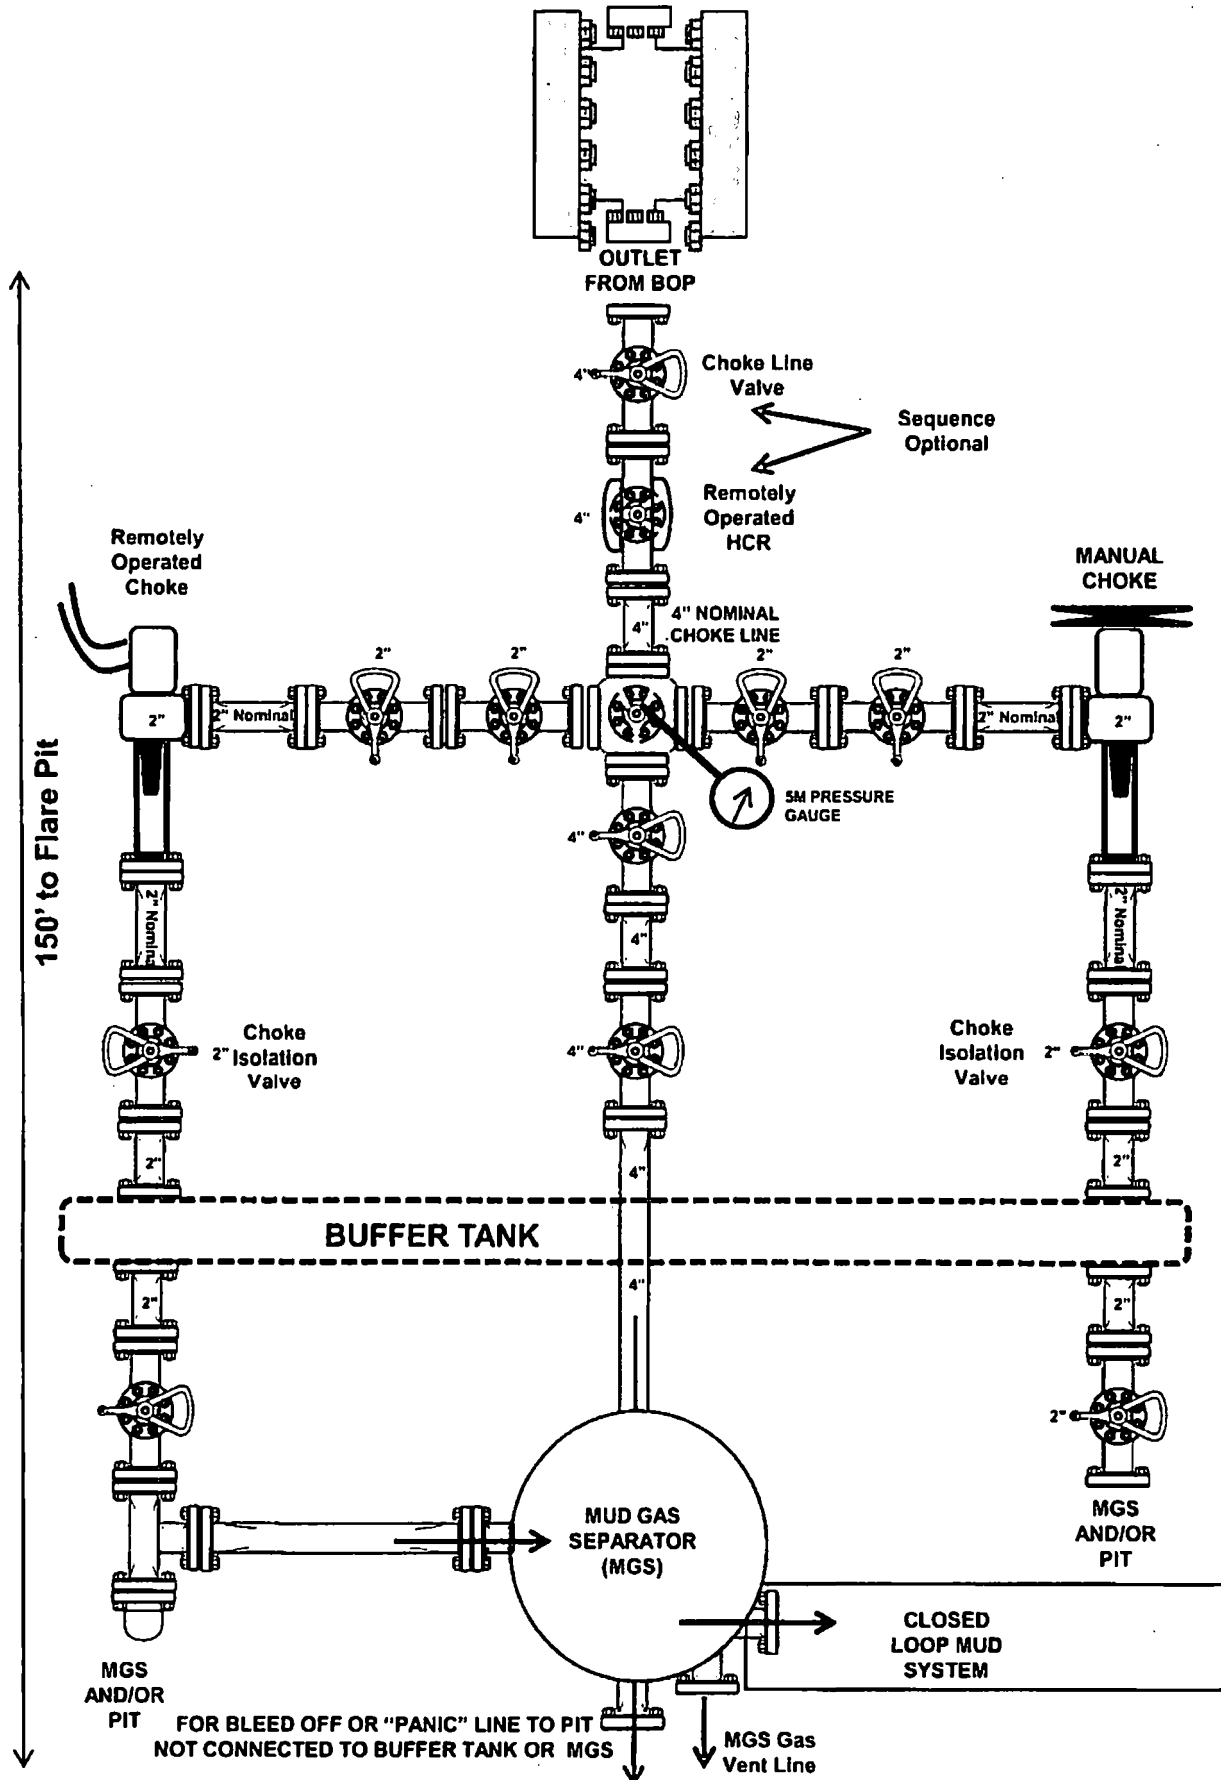 OUTLET
FROM BOP
4"
Choke Line
Valve
Sequence
Optional
4"
Remotely
Operated
HCR
Remotely
Operated
Choke
MANUAL
CHOKE
4"
4" NOMINAL
CHOKE LINE
2"
2"
2"
2"
2"
2" Nominal
2" Nominal
2"
5M PRESSURE
GAUGE
4"
150' to Flare Pit
2" Nominal
4"
2" Nominal
2"
Choke
Isolation
Valve
4"
Choke
Isolation
Valve
2"
2"
4"
2"
BUFFER TANK
2"
4"
2"
2"
MUD GAS
SEPARATOR
(MGS)
MGS
AND/OR
PIT
CLOSED
LOOP MUD
SYSTEM
MGS
AND/OR
PIT
FOR BLEED OFF OR "PANIC" LINE TO PIT
NOT CONNECTED TO BUFFER TANK OR MGS
MGS Gas
Vent Line